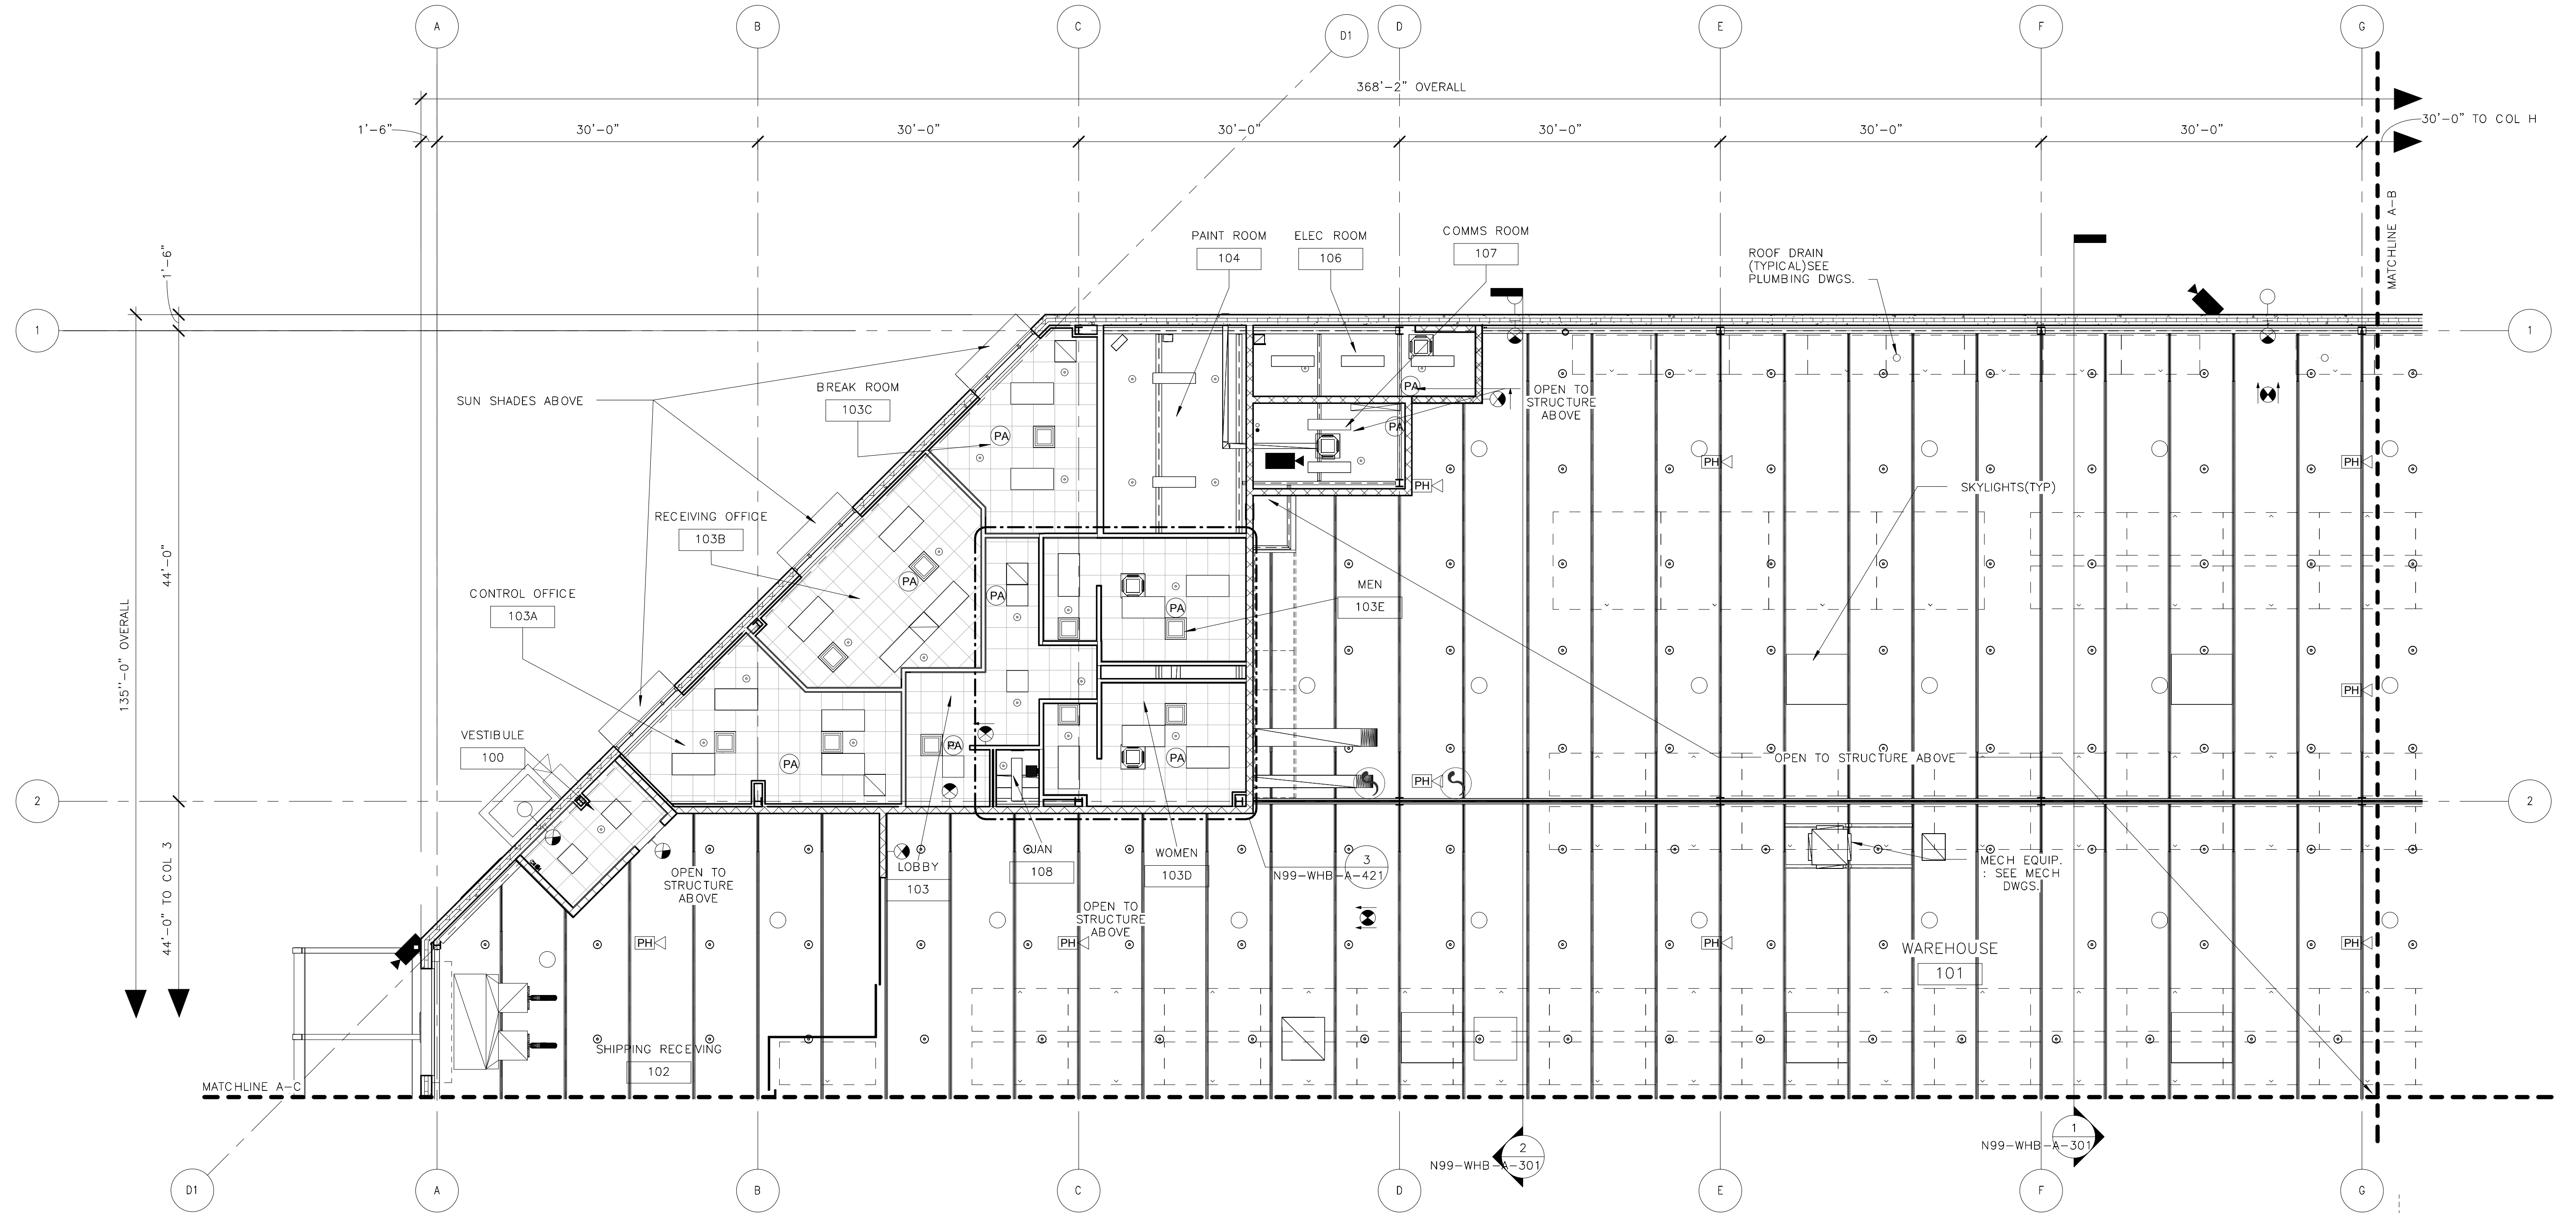 A
B
C
D1
D
E
F
G
368'-2" OVERALL
1'-6"
30'-0"
30'-0"
30'-0"
30'-0"
30'-0"
30'-0"
30'-0" TO COL H
MATCHLINE A-B
1'-6"
44'-0"
135''-0" OVERALL
44'-0" TO COL 3
1
1
2
2
PAINT ROOM
104
ELEC ROOM
106
COMMS ROOM
107
ROOF DRAIN
(TYPICAL)SEE
PLUMBING DWGS.
SUN SHADES ABOVE
BREAK ROOM
103C
OPEN TO
STRUCTURE
ABOVE
PA
PA
PA
PH
PH
PH
SKYLIGHTS(TYP)
RECEIVING OFFICE
103B
PA
PA
PA
MEN
103E
CONTROL OFFICE
103A
PH
VESTIBULE
100
PA
PA
PA
PH
OPEN TO STRUCTURE ABOVE
OPEN TO
STRUCTURE
ABOVE
LOBBY
103
JAN
108
WOMEN
103D
3
N99-WHB-A-421
MECH EQUIP.
: SEE MECH
DWGS.
OPEN TO
STRUCTURE
ABOVE
PH
PH
PH
PH
WAREHOUSE
101
SHIPPING RECEIVING
102
MATCHLINE A-C
2
N99-WHB-A-301
1
N99-WHB-A-301
D1
A
B
C
D
E
F
G